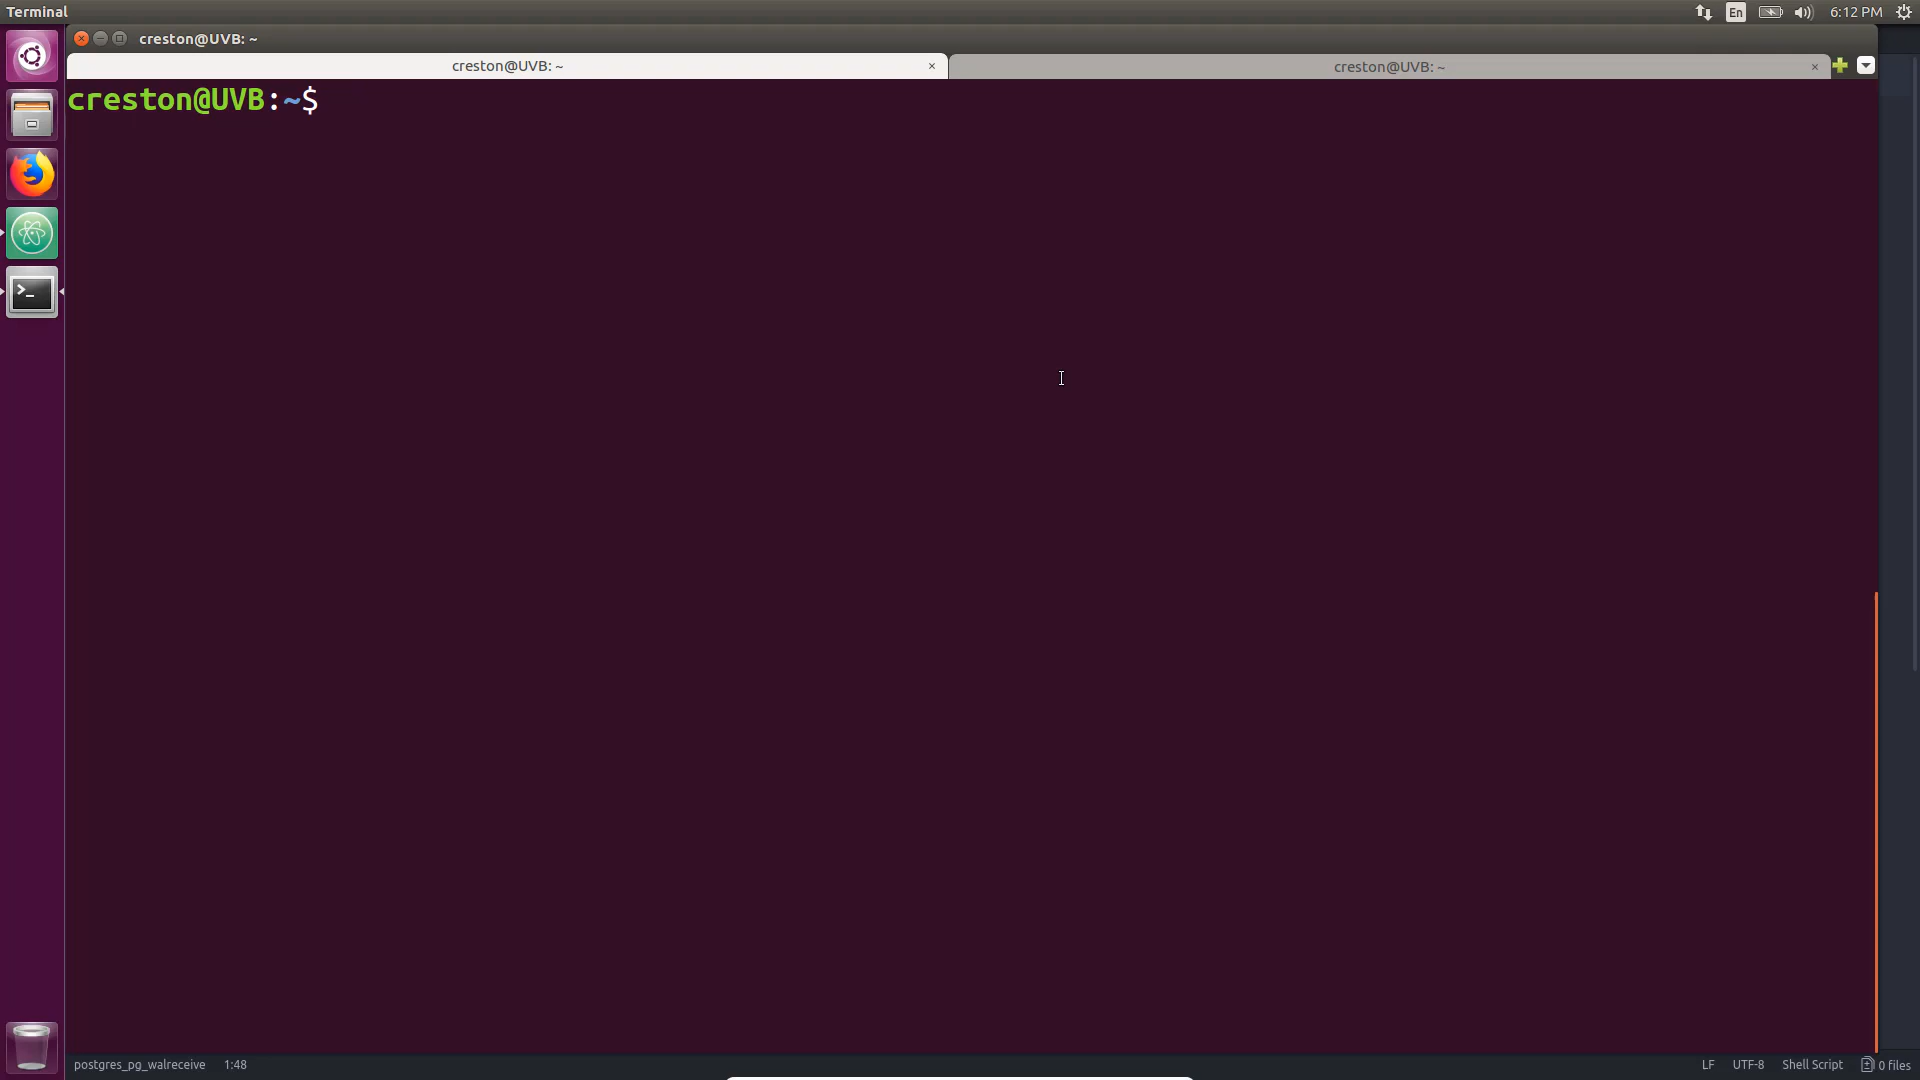 Terminal
En
6:12 PM
creston@UVB: ~
creston@UVB: ~ ×
creston@UVB: ~ ×
creston@UVB:~$
>_
postgres_pg_walreceive 1:48
LF UTF-8 Shell Script 0 files